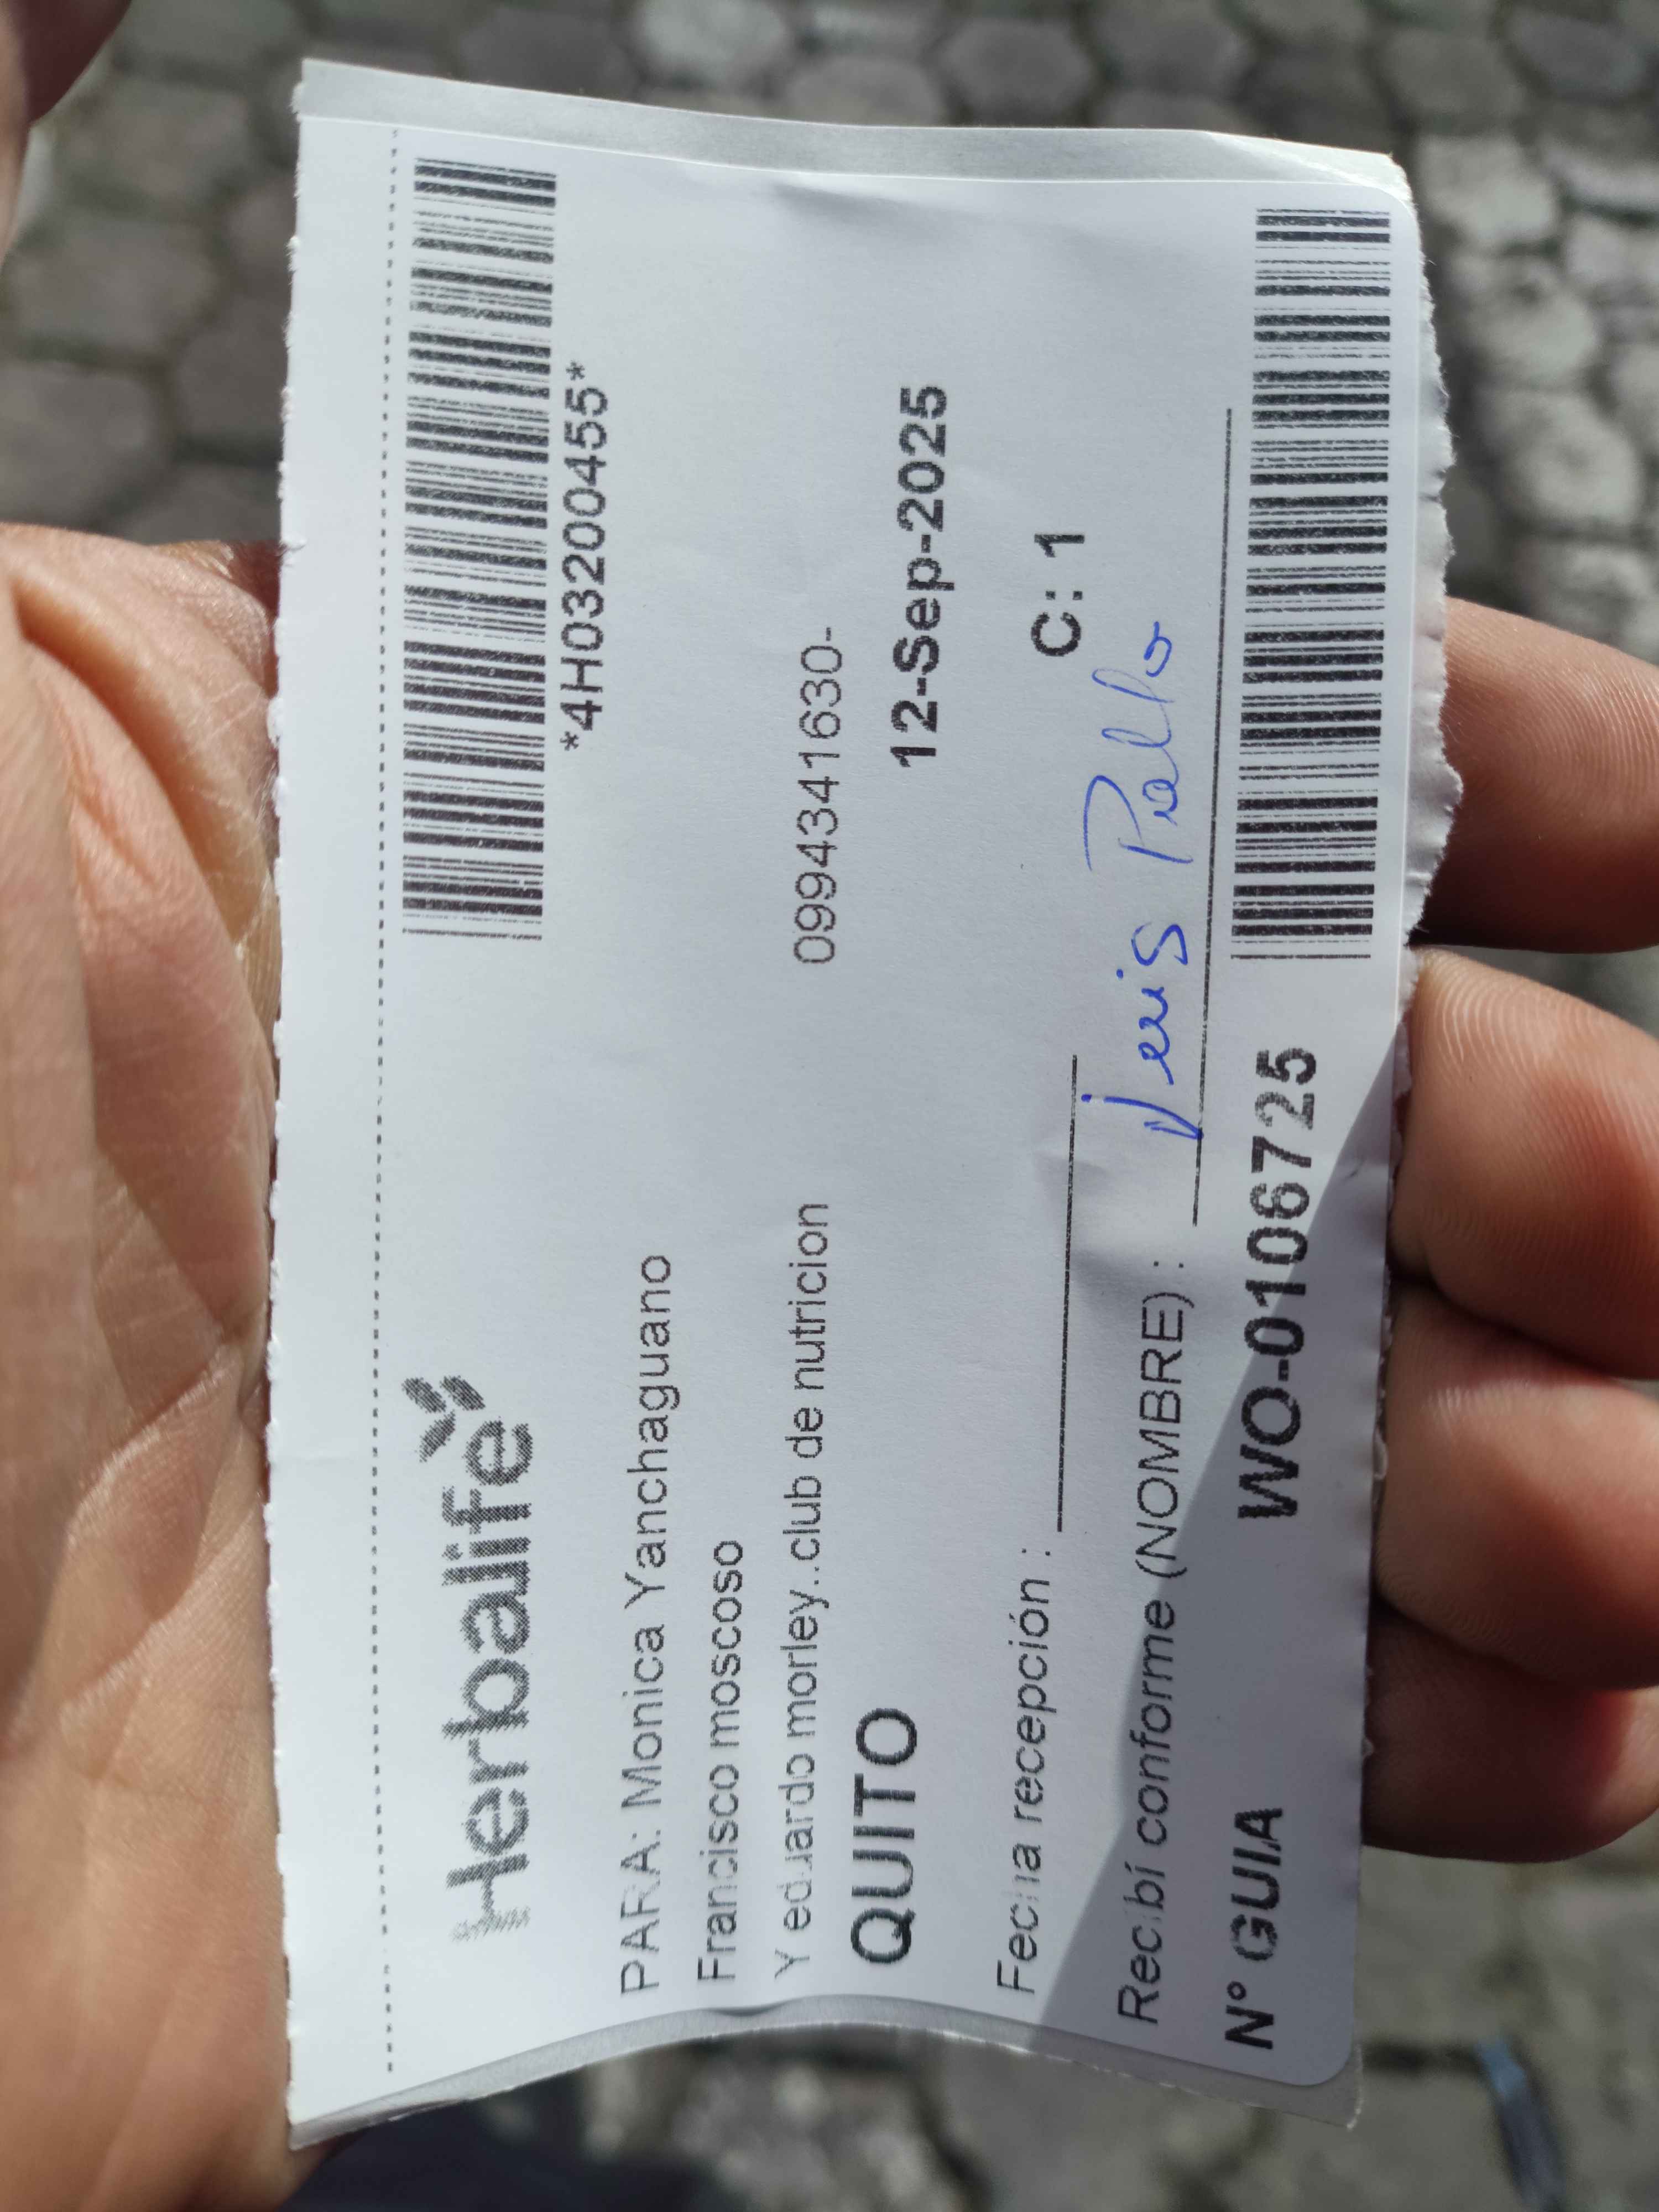 Herbalife
*4H03200455*
PARA: Monica Yanchaguano
Francisco moscoso
Y eduardo morley..club de nutricion 0994341630-
QUITO 12-Sep-2025
Fecha recepción :
C: 1
Recibí conforme (NOMBRE) :
N° GUIA WO-0106725